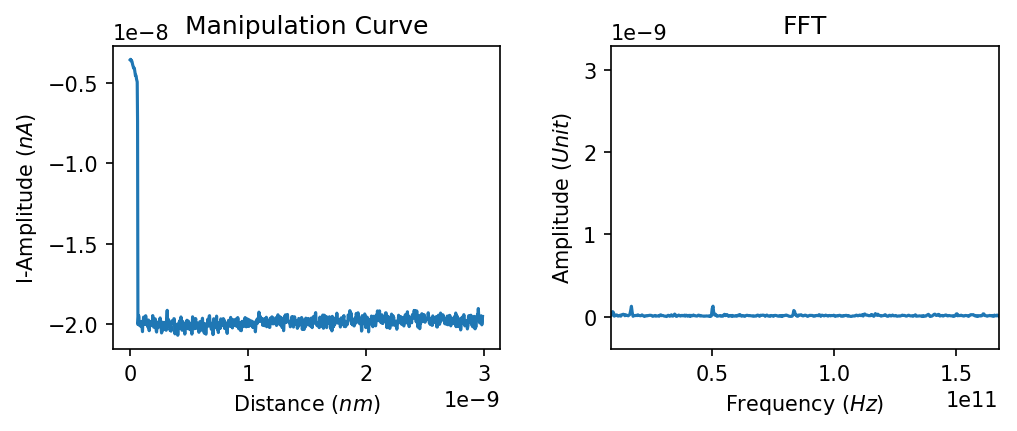 Manipulation Curve
1e−8
I-Amplitude (nA)
−0.5
−1.0
−1.5
−2.0
0
1
2
3
Distance (nm)
1e−9
FFT
1e−9
Amplitude (Unit)
3
2
1
0
0.5
1.0
1.5
Frequency (Hz)
1e11